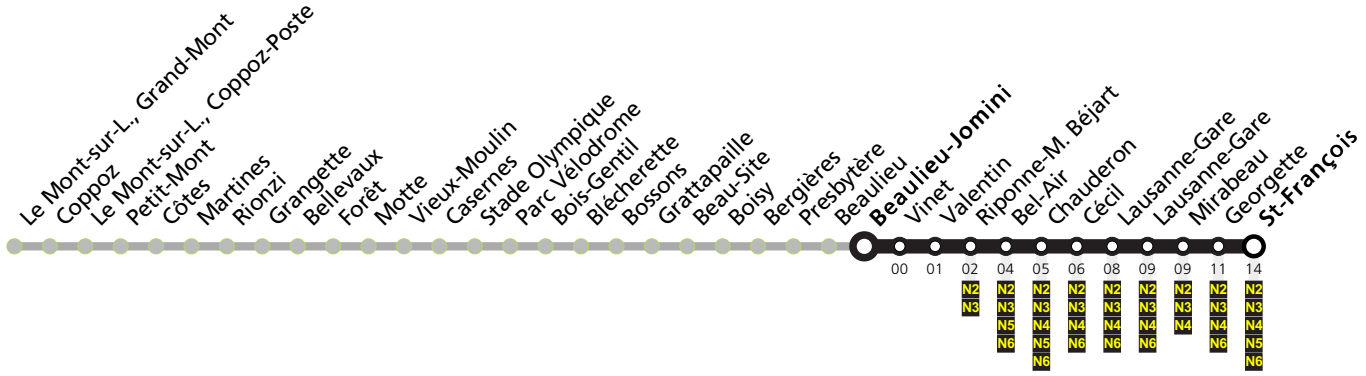 Le Mont-sur-L., Grand-Mont
Coppoz
Le Mont-sur-L., Coppoz-Poste
Petit-Mont
Côtes
Martines
Rionzi
Grangette
Bellevaux
Forêt
Motte
Vieux-Moulin
Casernes
Stade Olympique
Parc Vélodrome
Bois-Gentil
Blécherette
Bossons
Grattapaille
Beau-Site
Boisy
Bergières
Presbytère
Beaulieu
Beaulieu-Jomini
Vinet
Valentin
Riponne-M. Béjart
Bel-Air
Chauderon
Cécil
Lausanne-Gare
Lausanne-Gare
Mirabeau
Georgette
St-François
00 01 02 04 05 06 08 09 09 11 14
N2 N2 N2 N2 N2 N2 N2 N2 N2
N3 N3 N3 N3 N3 N3 N3 N3 N3
N5 N4 N4 N4 N4 N4 N4 N4
N6 N5 N6 N6 N6 N6 N5
N6 N6